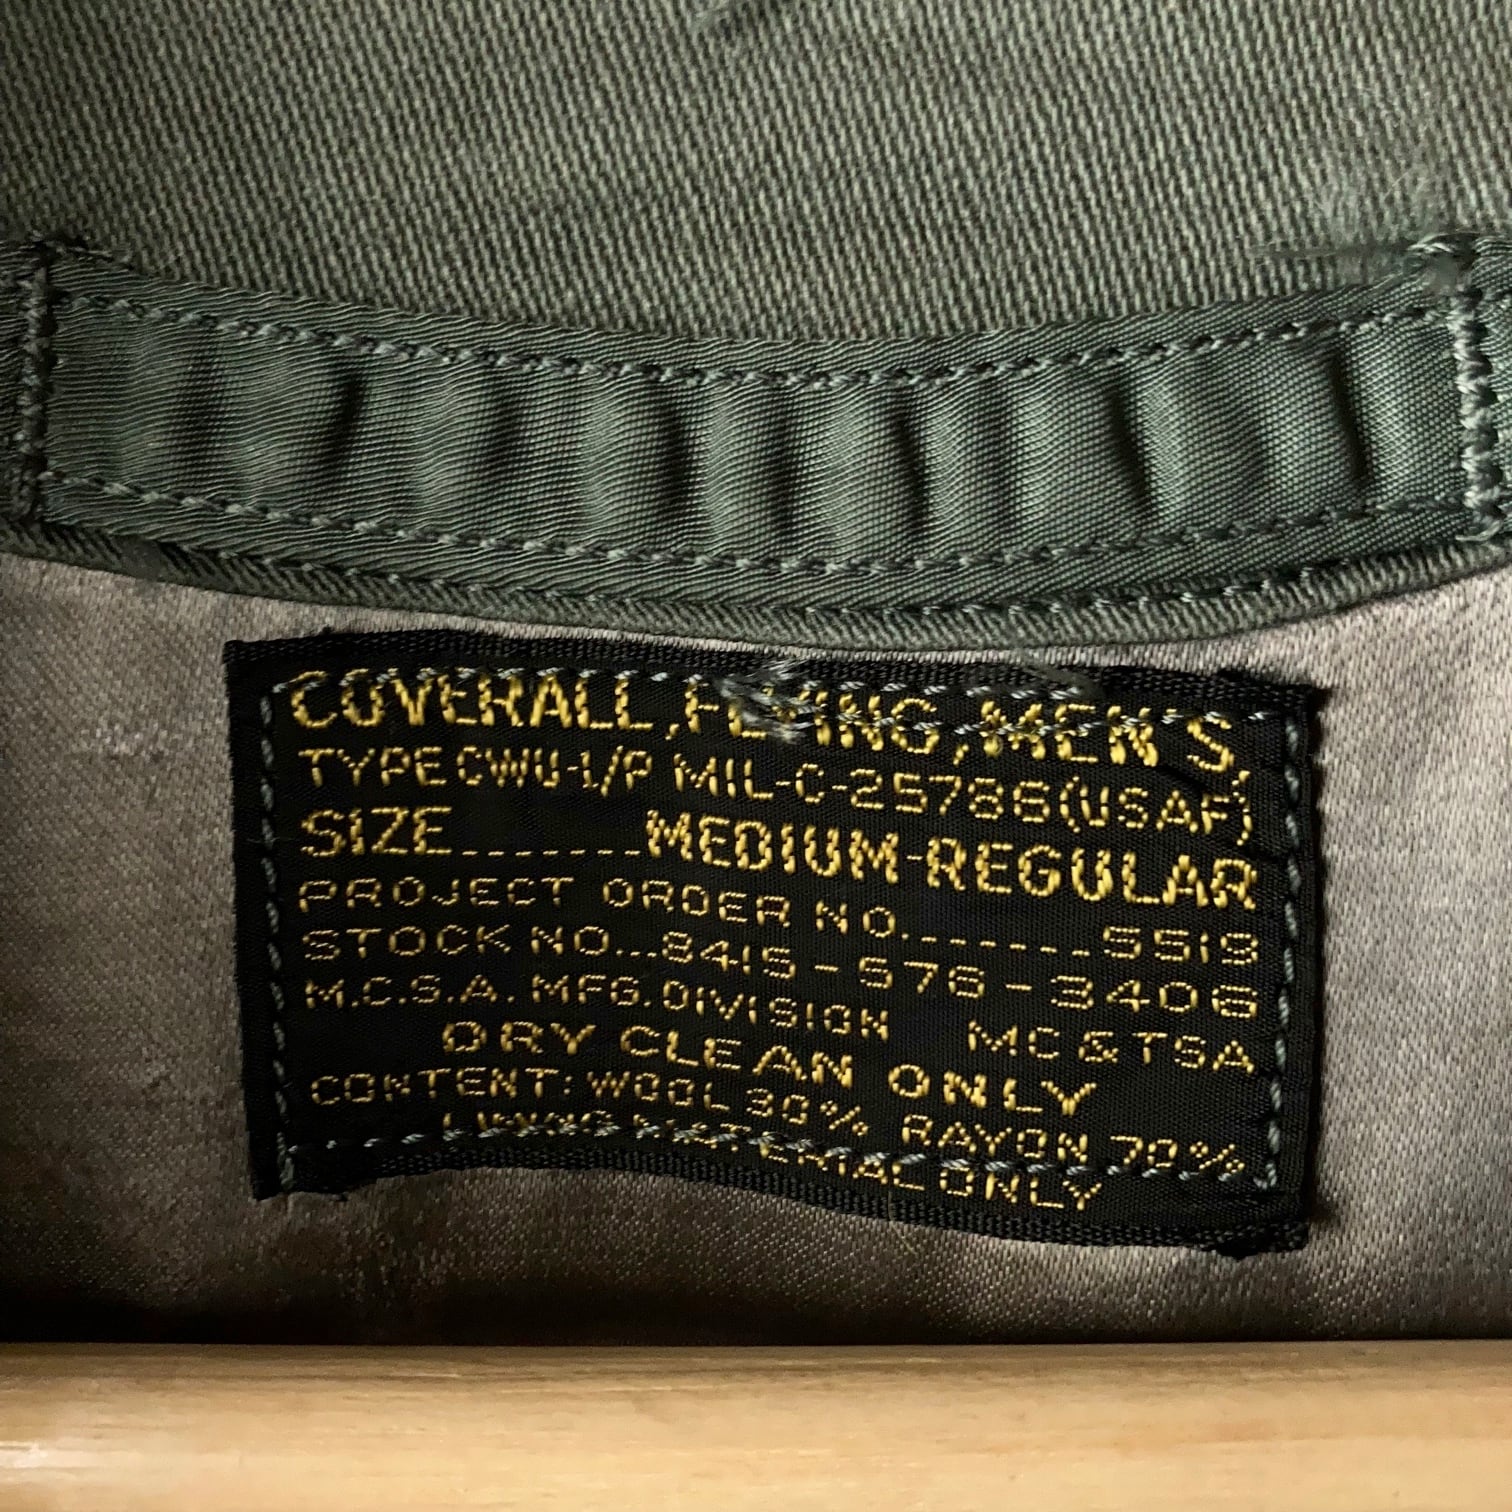 COVERALL, FLYING, MEN'S,
TYPE CWU-1/P MIL-C-25786(USAF)
SIZE.......MEDIUM-REGULAR
PROJECT ORDER NO........5519
STOCK NO...8415-576-3406
M.C.S.A. MFG. DIVISION MC&TSA
DRY CLEAN ONLY
CONTENT: WOOL 30% RAYON 70%
LINING MATERIAL ONLY